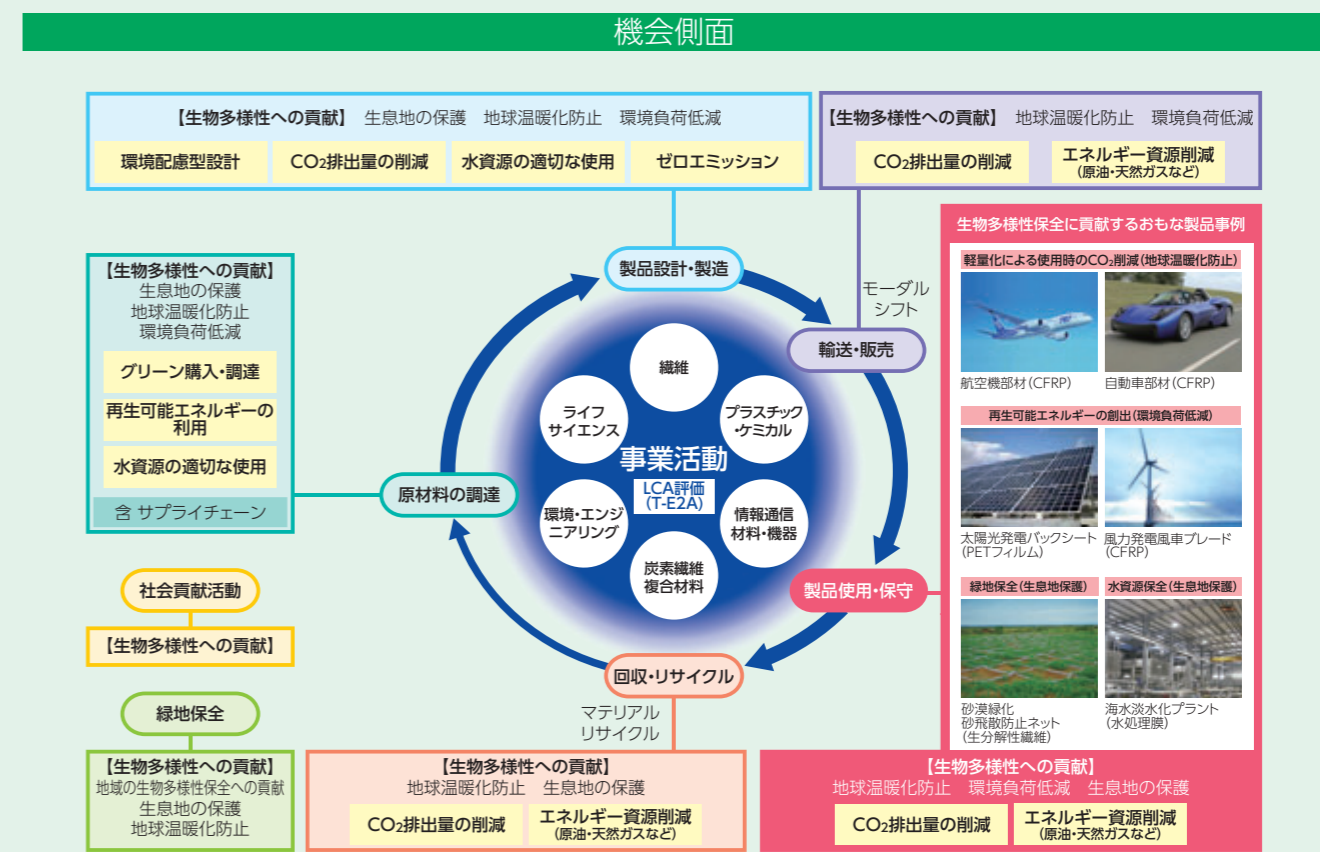 機会側面
【生物多様性への貢献】 生息地の保護 地球温暖化防止 環境負荷低減
環境配慮型設計
CO₂排出量の削減
水資源の適切な使用
ゼロエミッション
【生物多様性への貢献】 地球温暖化防止 環境負荷低減
CO₂排出量の削減
エネルギー資源削減
(原油・天然ガスなど)
【生物多様性への貢献】
生息地の保護
地球温暖化防止
環境負荷低減
グリーン購入・調達
再生可能エネルギーの
利用
水資源の適切な使用
含 サプライチェーン
製品設計・製造
モーダル
シフト
輸送・販売
原材料の調達
製品使用・保守
回収・リサイクル
マテリアル
リサイクル
繊維
プラスチック
・ケミカル
情報通信
材料・機器
炭素繊維
複合材料
環境・エンジ
ニアリング
ライフ
サイエンス
事業活動
LCA評価
(T-E2A)
生物多様性保全に貢献するおもな製品事例
軽量化による使用時のCO₂削減(地球温暖化防止)
航空機部材(CFRP)
自動車部材(CFRP)
再生可能エネルギーの創出(環境負荷低減)
太陽光発電バックシート
(PETフィルム)
風力発電風車ブレード
(CFRP)
緑地保全(生息地保護)
水資源保全(生息地保護)
砂漠緑化
砂飛散防止ネット
(生分解性繊維)
海水淡水化プラント
(水処理膜)
社会貢献活動
【生物多様性への貢献】
緑地保全
【生物多様性への貢献】
地域の生物多様性保全への貢献
生息地の保護
地球温暖化防止
【生物多様性への貢献】
地球温暖化防止 生息地の保護
CO₂排出量の削減
エネルギー資源削減
(原油・天然ガスなど)
【生物多様性への貢献】
地球温暖化防止 環境負荷低減 生息地の保護
CO₂排出量の削減
エネルギー資源削減
(原油・天然ガスなど)